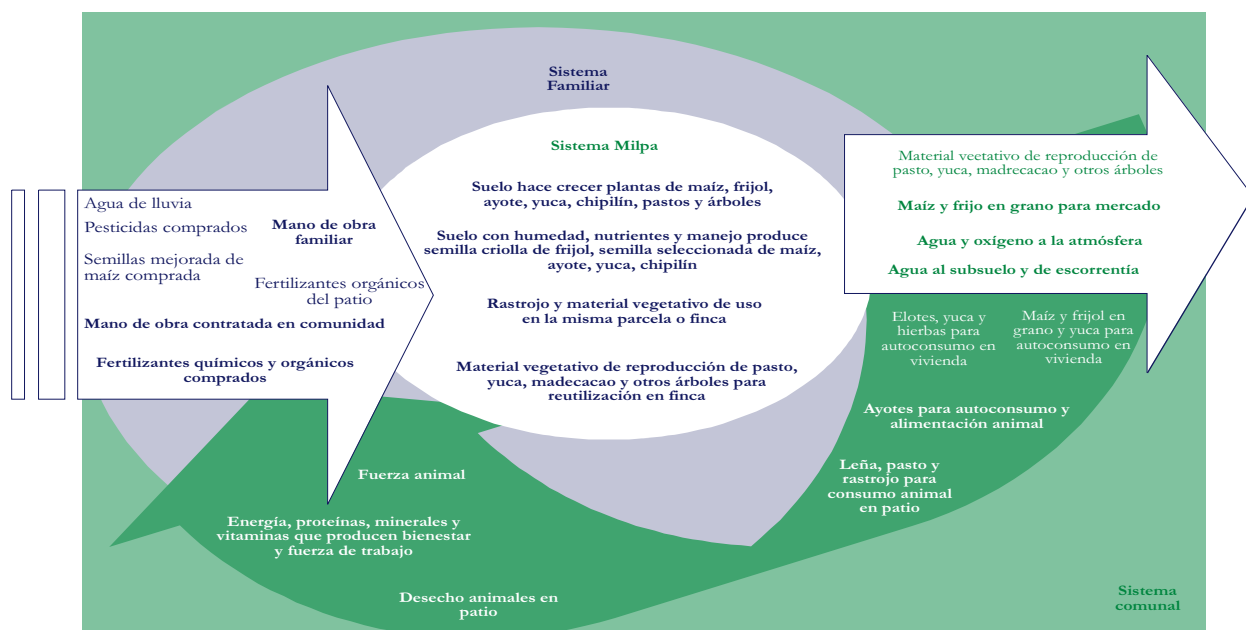 Sistema
Familiar
Sistema Milpa
Suelo hace crecer plantas de maíz, frijol,
ayote, yuca, chipilín, pastos y árboles
Suelo con humedad, nutrientes y manejo produce
semilla criolla de frijol, semilla seleccionada de maíz,
ayote, yuca, chipilín
Rastrojo y material vegetativo de uso
en la misma parcela o finca
Material vegetativo de reproducción de pasto,
yuca, madecacao y otros árboles para
reutilización en finca
Agua de lluvia
Pesticidas comprados
Mano de obra
familiar
Semillas mejorada de
maíz comprada
Fertilizantes orgánicos
del patio
Mano de obra contratada en comunidad
Fertilizantes químicos y orgánicos
comprados
Material veetativo de reproducción de
pasto, yuca, madrecacao y otros árboles
Maíz y frijo en grano para mercado
Agua y oxígeno a la atmósfera
Agua al subsuelo y de escorrentía
Elotes, yuca y
hierbas para
autoconsumo en
vivienda
Maíz y frijol en
grano y yuca para
autoconsumo en
vivienda
Ayotes para autoconsumo y
alimentación animal
Leña, pasto y
rastrojo para
consumo animal
en patio
Fuerza animal
Energía, proteínas, minerales y
vitaminas que producen bienestar
y fuerza de trabajo
Desecho animales en
patio
Sistema
comunal